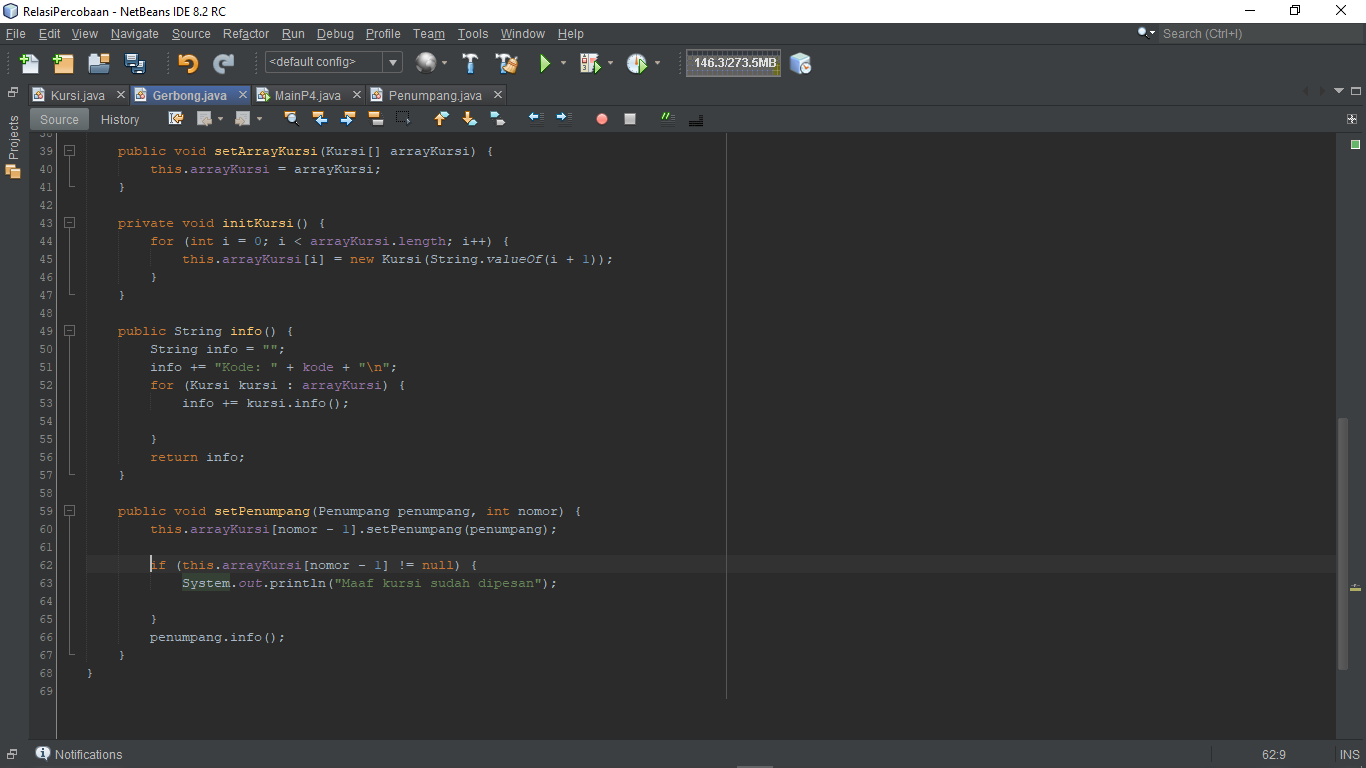 RelasiPercobaan - NetBeans IDE 8.2 RC
File Edit View Navigate Source Refactor Run Debug Profile Team Tools Window Help
Search (Ctrl+I)
<default config>
146.3/273.5MB
Kursi.java Gerbong.java MainP4.java Penumpang.java
Source History
Projects
38
39 public void setArrayKursi(Kursi[] arrayKursi) {
40 this.arrayKursi = arrayKursi;
41 }
42
43 private void initKursi() {
44 for (int i = 0; i < arrayKursi.length; i++) {
45 this.arrayKursi[i] = new Kursi(String.valueOf(i + 1));
46 }
47 }
48
49 public String info() {
50 String info = "";
51 info += "Kode: " + kode + "\n";
52 for (Kursi kursi : arrayKursi) {
53 info += kursi.info();
54
55 }
56 return info;
57 }
58
59 public void setPenumpang(Penumpang penumpang, int nomor) {
60 this.arrayKursi[nomor - 1].setPenumpang(penumpang);
61
62 if (this.arrayKursi[nomor - 1] != null) {
63 System.out.println("Maaf kursi sudah dipesan");
64
65 }
66 penumpang.info();
67 }
68 }
69
Notifications
62:9 INS